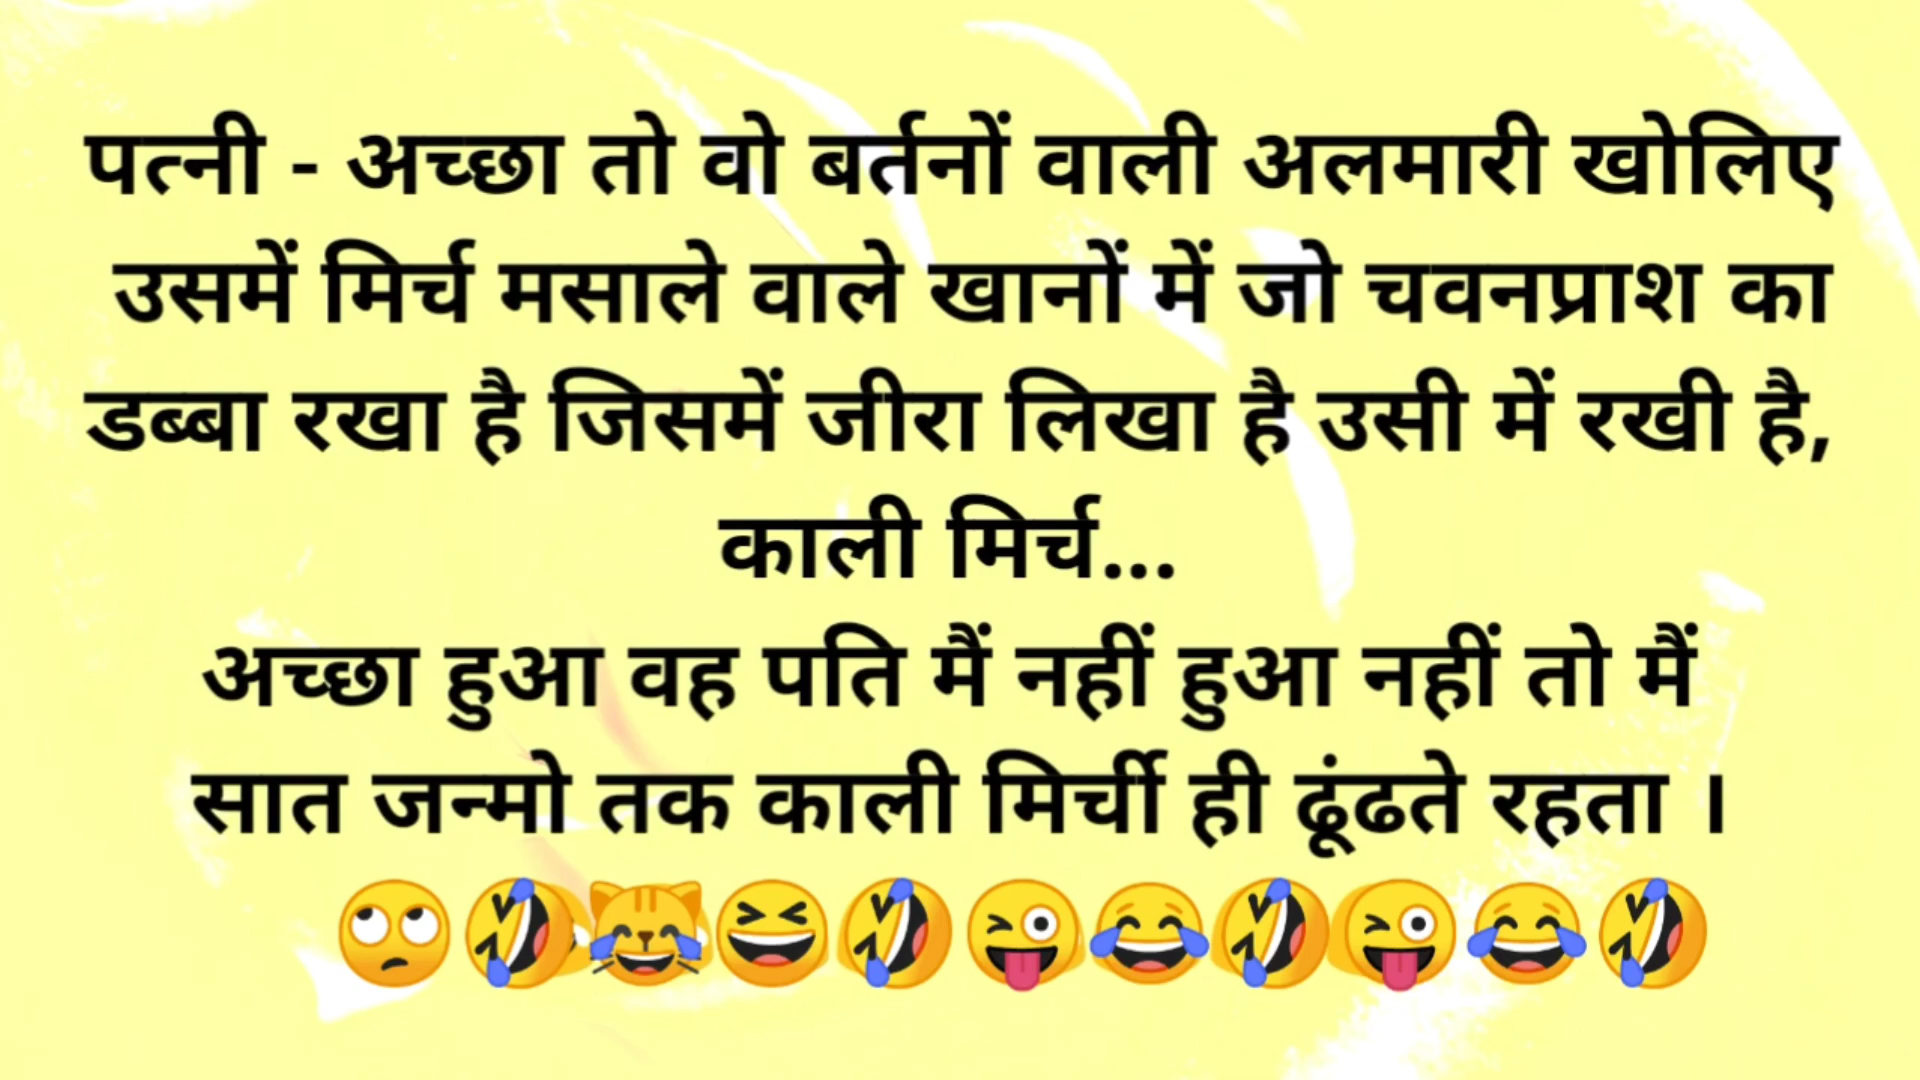 पत्नी - अच्छा तो वो बर्तनों वाली अलमारी खोलिए
उसमें मिर्च मसाले वाले खानों में जो चवनप्राश का
डब्बा रखा है जिसमें जीरा लिखा है उसी में रखी है,
काली मिर्च...
अच्छा हुआ वह पति मैं नहीं हुआ नहीं तो मैं
सात जन्मो तक काली मिर्ची ही ढूंढते रहता ।
🙄🤣😹😆🤣😜😂🤣😜😂🤣